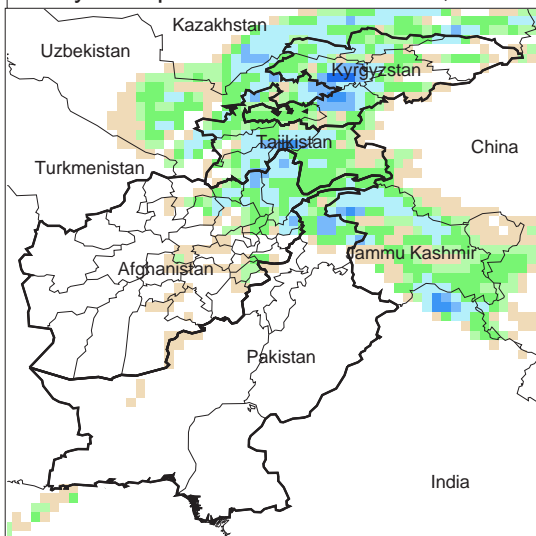 Kazakhstan
Uzbekistan
Kyrgyzstan
Tajikistan
China
Turkmenistan
Jammu Kashmir
Afghanistan
Pakistan
India